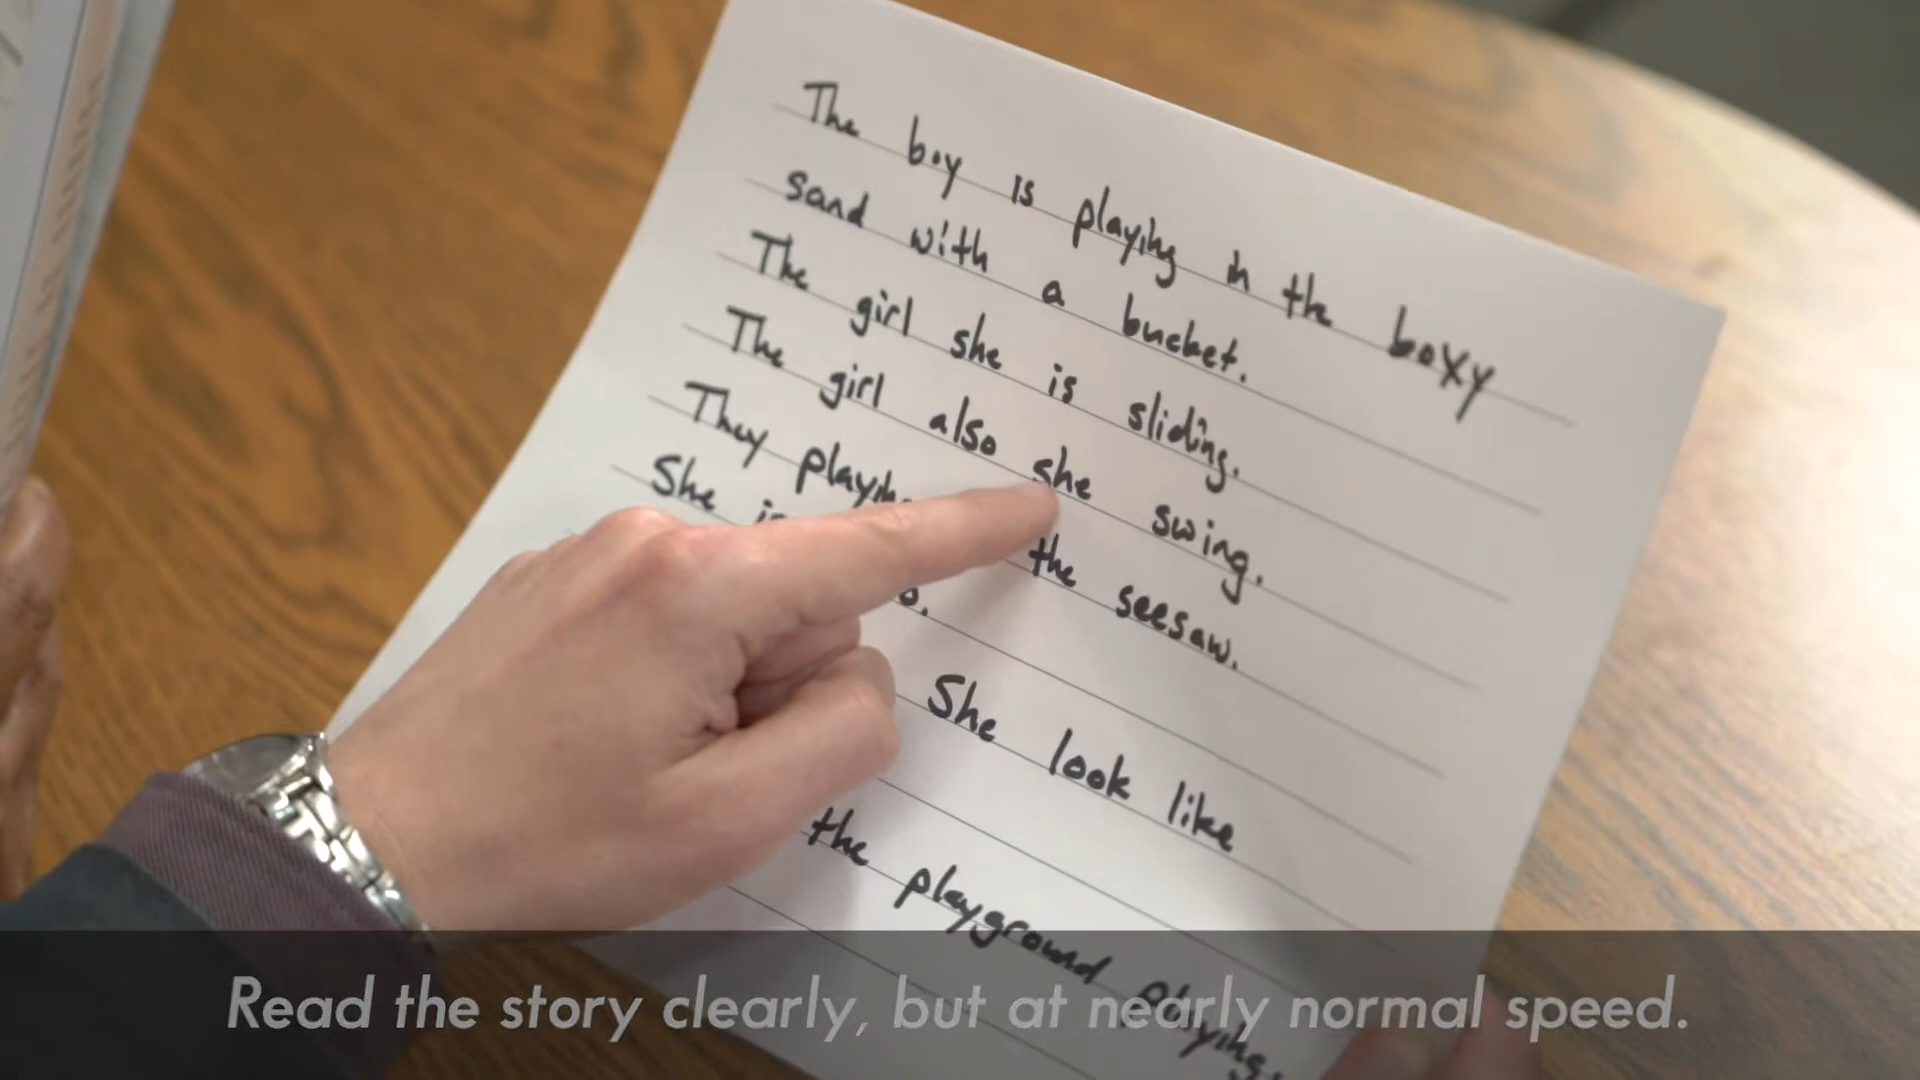 The boy is playing in the boxy
sand with a bucket.
The girl she is sliding.
The girl also she swing.
They playing the seesaw.
She
She look like
the playground playing.
Read the story clearly, but at nearly normal speed.